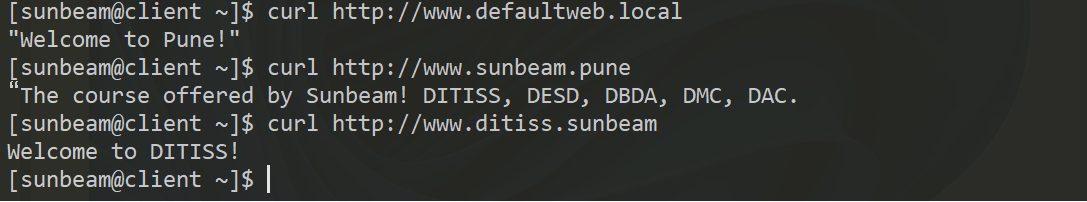 [sunbeam@client ~]$ curl http://www.defaultweb.local
"Welcome to Pune!"
[sunbeam@client ~]$ curl http://www.sunbeam.pune
“The course offered by Sunbeam! DITISS, DESD, DBDA, DMC, DAC.
[sunbeam@client ~]$ curl http://www.ditiss.sunbeam
Welcome to DITISS!
[sunbeam@client ~]$